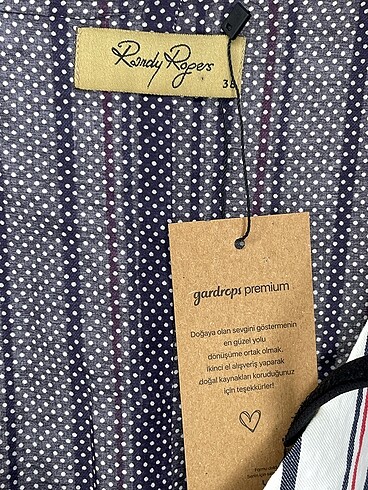 Randy Rogers
gardrops premium
Doğaya olan sevgini göstermenin
en güzel yolu
dönüşüme ortak olmak.
İkinci el alışveriş yaparak
doğal kaynakları koruduğunuz
için teşekkürler!